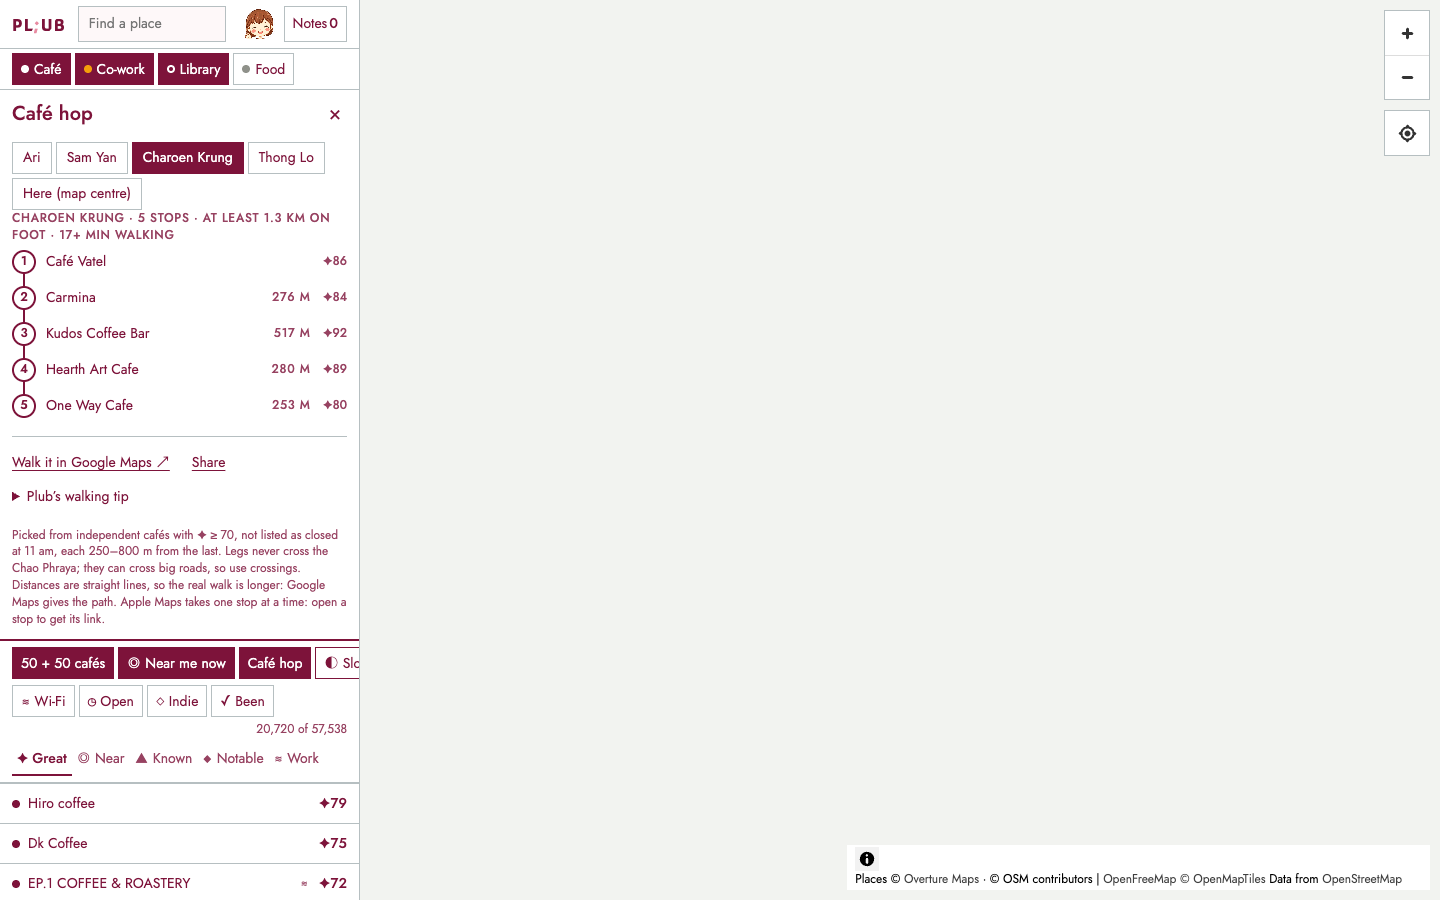 PL;UB
Find a place
Notes 0
Café
Co-work
Library
Food
Café hop
×
Ari
Sam Yan
Charoen Krung
Thong Lo
Here (map centre)
CHAROEN KRUNG · 5 STOPS · AT LEAST 1.3 KM ON
FOOT · 17+ MIN WALKING
1 Café Vatel ✦86
2 Carmina 276 M ✦84
3 Kudos Coffee Bar 517 M ✦92
4 Hearth Art Cafe 280 M ✦89
5 One Way Cafe 253 M ✦80
Walk it in Google Maps ↗ Share
▶ Plub's walking tip
Picked from independent cafés with ✦ ≥ 70, not listed as closed
at 11 am, each 250–800 m from the last. Legs never cross the
Chao Phraya; they can cross big roads, so use crossings.
Distances are straight lines, so the real walk is longer: Google
Maps gives the path. Apple Maps takes one stop at a time: open a
stop to get its link.
50 + 50 cafés
◎ Near me now
Café hop
◐ Slo
≈ Wi-Fi
◷ Open
◇ Indie
✓ Been
20,720 of 57,538
✦ Great ◎ Near ▲ Known ◆ Notable ≈ Work
Hiro coffee ✦79
Dk Coffee ✦75
EP.1 COFFEE & ROASTERY ≈ ✦72
+
−
Places © Overture Maps · © OSM contributors | OpenFreeMap © OpenMapTiles Data from OpenStreetMap